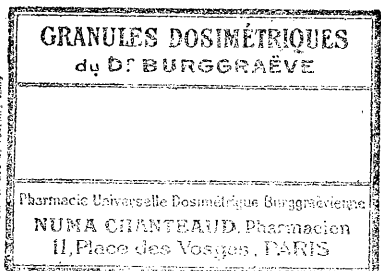 GRANULES DOSIMÉTRIQUES
du Dr BURGGRAËVE
Pharmacie Universelle Dosimétrique Burggraëvienne
NUMA CHANTEAUD, Pharmacien
11, Place des Vosges, PARIS